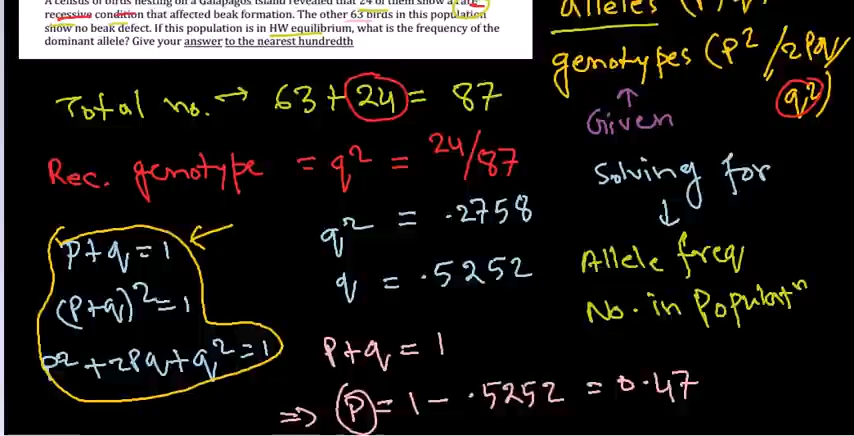 A census of birds nesting on a Galapagos Island revealed that 24 of them show a rare
recessive condition that affected beak formation. The other 63 birds in this population
show no beak defect. If this population is in HW equilibrium, what is the frequency of the
dominant allele? Give your answer to the nearest hundredth
alleles
genotypes (p²/2pq/
q²)
Given
Total no. → 63+24 = 87
Rec. genotype = q² = 24/87
q² = .2758
q = .5252
p+q=1
(p+q)²=1
p²+2pq+q²=1
p+q = 1
⇒ p = 1 - .5252 = 0.47
Solving for
↓
Allele freq
No. in Populatⁿ